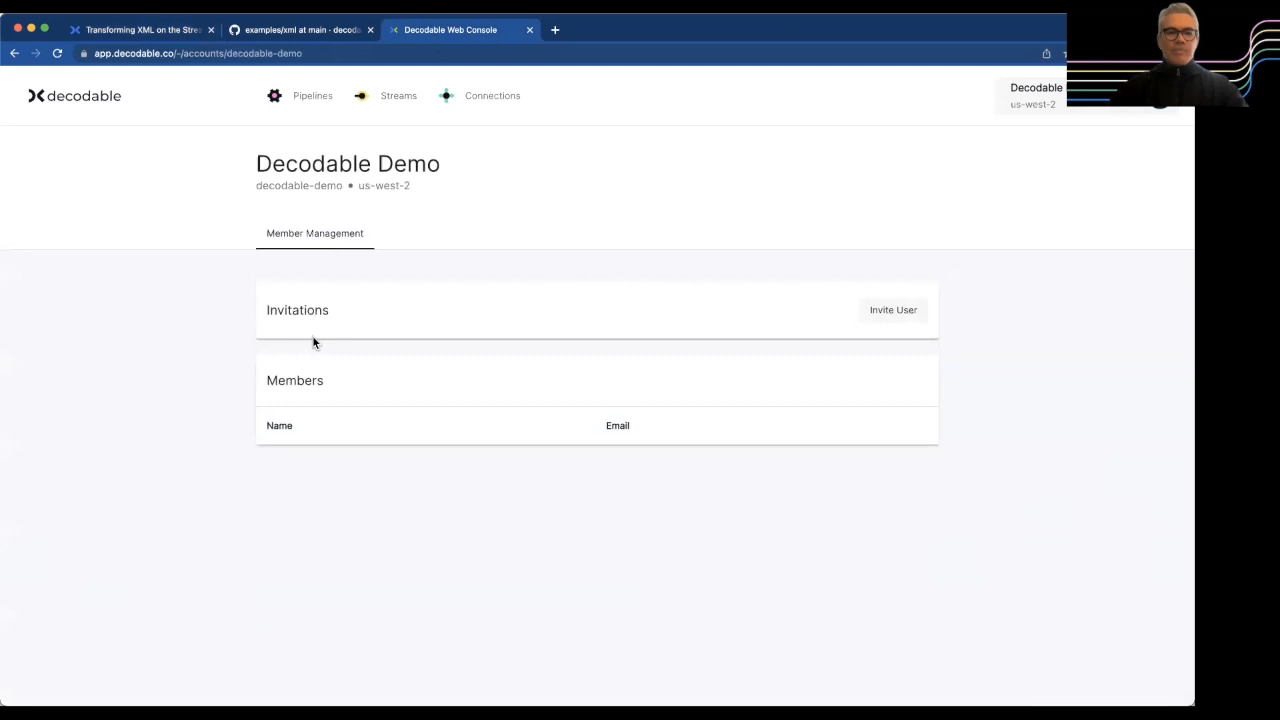 Transforming XML on the Stre
examples/xml at main · decoda
Decodable Web Console
app.decodable.co/-/accounts/decodable-demo
decodable
Pipelines
Streams
Connections
Decodable
us-west-2
Decodable Demo
decodable-demo • us-west-2
Member Management
Invitations
Invite User
Members
Name
Email